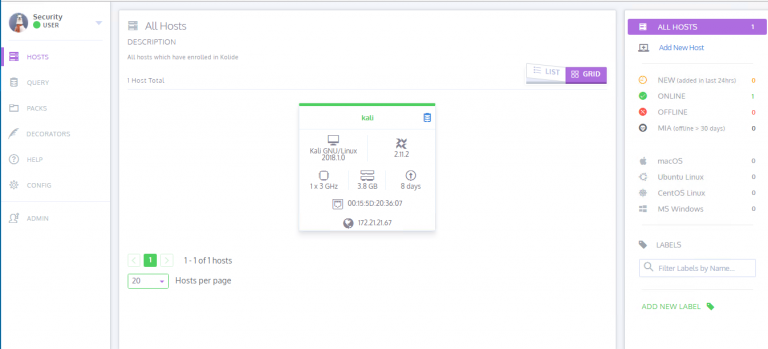 Security
USER
HOSTS
QUERY
PACKS
DECORATORS
HELP
CONFIG
ADMIN
All Hosts
DESCRIPTION
All hosts which have enrolled in Kolide
1 Host Total
LIST
GRID
kali
Kali GNU/Linux
2018.1.0
2.11.2
1 x 3 GHz
3.8 GB
8 days
00:15:5D:20:36:07
172.21.21.67
1
1 - 1 of 1 hosts
20
Hosts per page
ALL HOSTS 1
Add New Host
NEW (added in last 24hrs) 0
ONLINE 1
OFFLINE 0
MIA (offline > 30 days) 0
macOS 0
Ubuntu Linux 0
CentOS Linux 0
MS Windows 0
LABELS
Filter Labels by Name...
ADD NEW LABEL